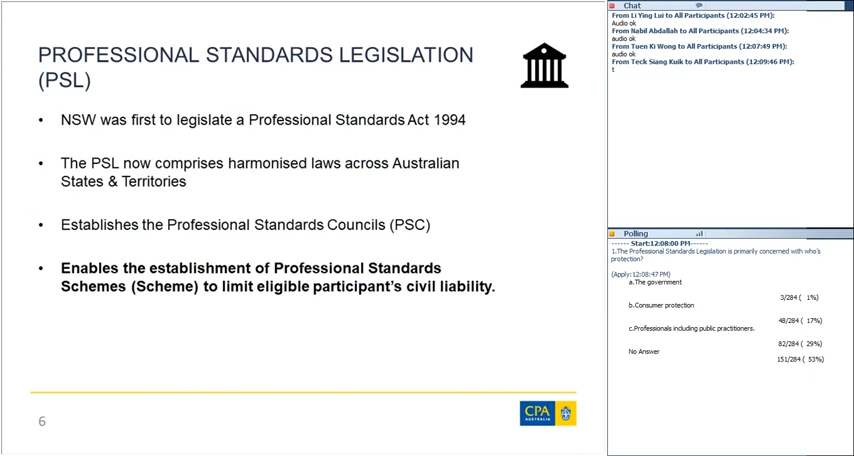 PROFESSIONAL STANDARDS LEGISLATION
(PSL)
• NSW was first to legislate a Professional Standards Act 1994
• The PSL now comprises harmonised laws across Australian
States & Territories
• Establishes the Professional Standards Councils (PSC)
• Enables the establishment of Professional Standards
Schemes (Scheme) to limit eligible participant's civil liability.
6
CPA
AUSTRALIA
Chat
From Li Ying Lui to All Participants (12:02:45 PM):
Audio ok
From Nabil Abdallah to All Participants (12:04:34 PM):
audio ok
From Tuen Ki Wong to All Participants (12:07:49 PM):
audio ok
From Teck Siang Kuik to All Participants (12:09:46 PM):
t
Polling
------ Start:12:08:00 PM------
1.The Professional Standards Legislation is primarily concerned with who's
protection?
(Apply:12:08:47 PM)
a.The government
3/284 ( 1%)
b.Consumer protection
48/284 ( 17%)
c.Professionals including public practitioners.
82/284 ( 29%)
No Answer
151/284 ( 53%)